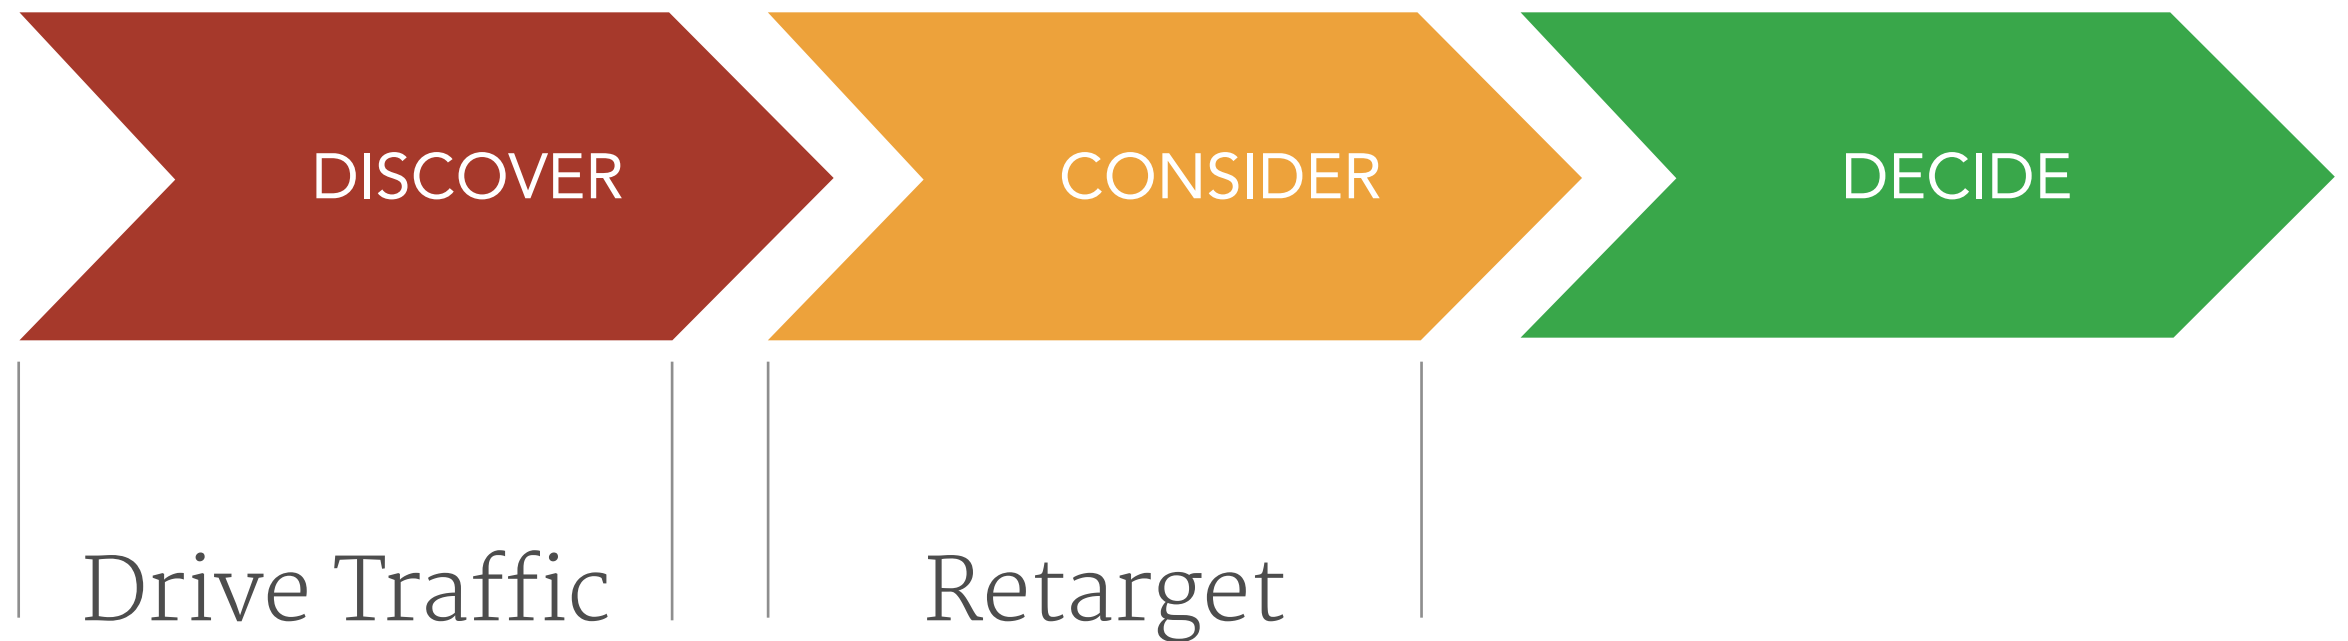 DISCOVER
CONSIDER
DECIDE
Drive Traffic
Retarget